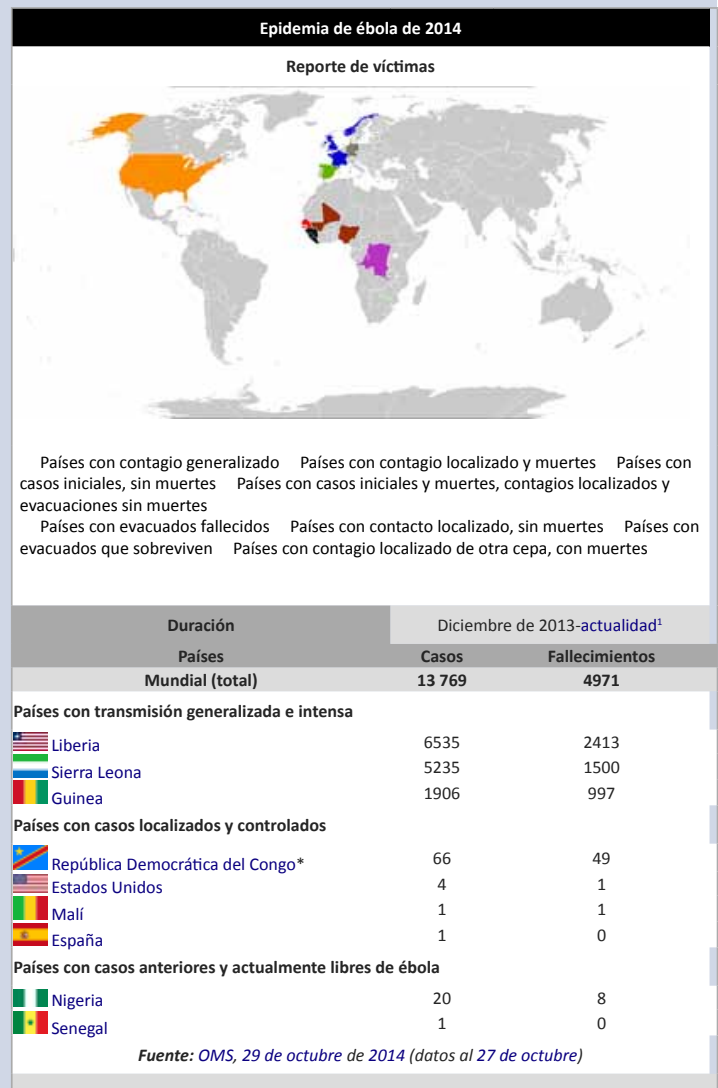 Epidemia de ébola de 2014
Reporte de víctimas
Países con contagio generalizado Países con contagio localizado y muertes Países con
casos iniciales, sin muertes Países con casos iniciales y muertes, contagios localizados y
evacuaciones sin muertes
Países con evacuados fallecidos Países con contacto localizado, sin muertes Países con
evacuados que sobreviven Países con contagio localizado de otra cepa, con muertes
Duración Diciembre de 2013-actualidad¹
Países Casos Fallecimientos
Mundial (total) 13 769 4971
Países con transmisión generalizada e intensa
Liberia 6535 2413
Sierra Leona 5235 1500
Guinea 1906 997
Países con casos localizados y controlados
República Democrática del Congo* 66 49
Estados Unidos 4 1
Malí 1 1
España 1 0
Países con casos anteriores y actualmente libres de ébola
Nigeria 20 8
Senegal 1 0
Fuente: OMS, 29 de octubre de 2014 (datos al 27 de octubre)